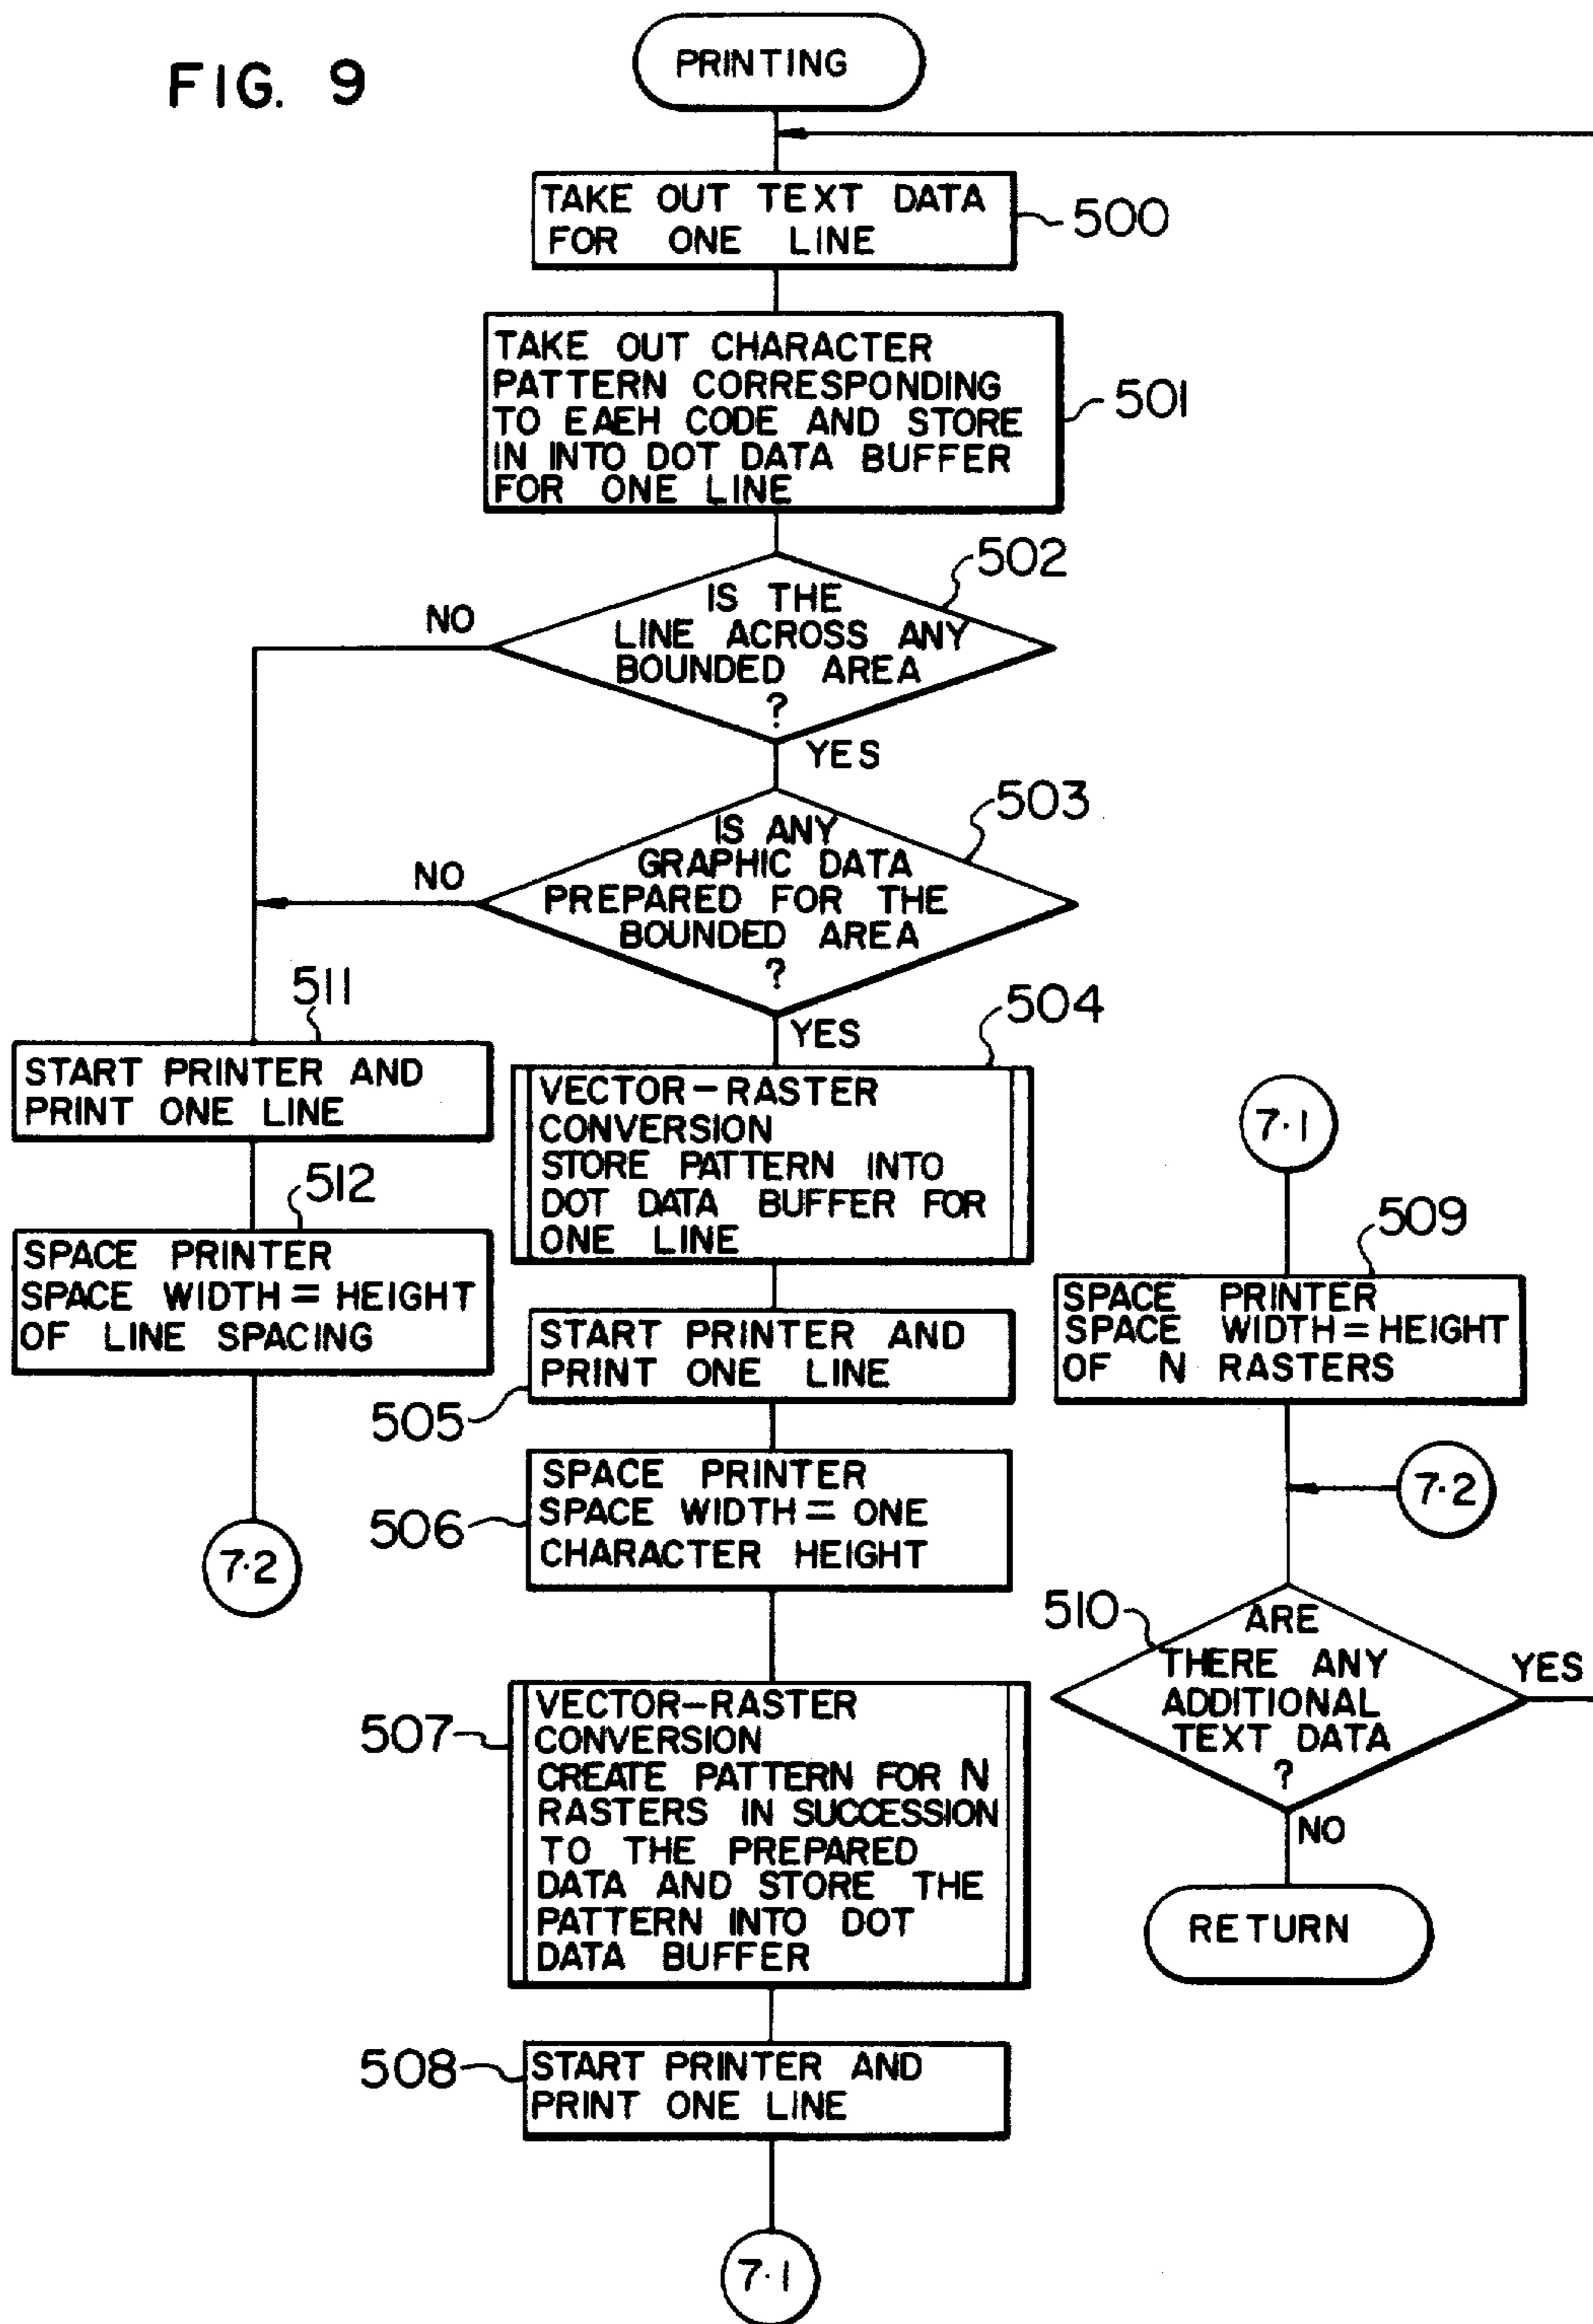 FIG. 9
PRINTING
TAKE OUT TEXT DATA
FOR ONE LINE
500
TAKE OUT CHARACTER
PATTERN CORRESPONDING
TO EAEH CODE AND STORE
IN INTO DOT DATA BUFFER
FOR ONE LINE
501
502
IS THE
LINE ACROSS ANY
BOUNDED AREA
?
NO
YES
503
IS ANY
GRAPHIC DATA
PREPARED FOR THE
BOUNDED AREA
?
NO
YES
511
START PRINTER AND
PRINT ONE LINE
512
SPACE PRINTER
SPACE WIDTH = HEIGHT
OF LINE SPACING
7·2
504
VECTOR-RASTER
CONVERSION
STORE PATTERN INTO
DOT DATA BUFFER FOR
ONE LINE
START PRINTER AND
PRINT ONE LINE
505
SPACE PRINTER
SPACE WIDTH = ONE
CHARACTER HEIGHT
506
507
VECTOR-RASTER
CONVERSION
CREATE PATTERN FOR N
RASTERS IN SUCCESSION
TO THE PREPARED
DATA AND STORE THE
PATTERN INTO DOT
DATA BUFFER
508
START PRINTER AND
PRINT ONE LINE
7·1
7·1
509
SPACE PRINTER
SPACE WIDTH = HEIGHT
OF N RASTERS
7·2
510
ARE
THERE ANY
ADDITIONAL
TEXT DATA
?
YES
NO
RETURN